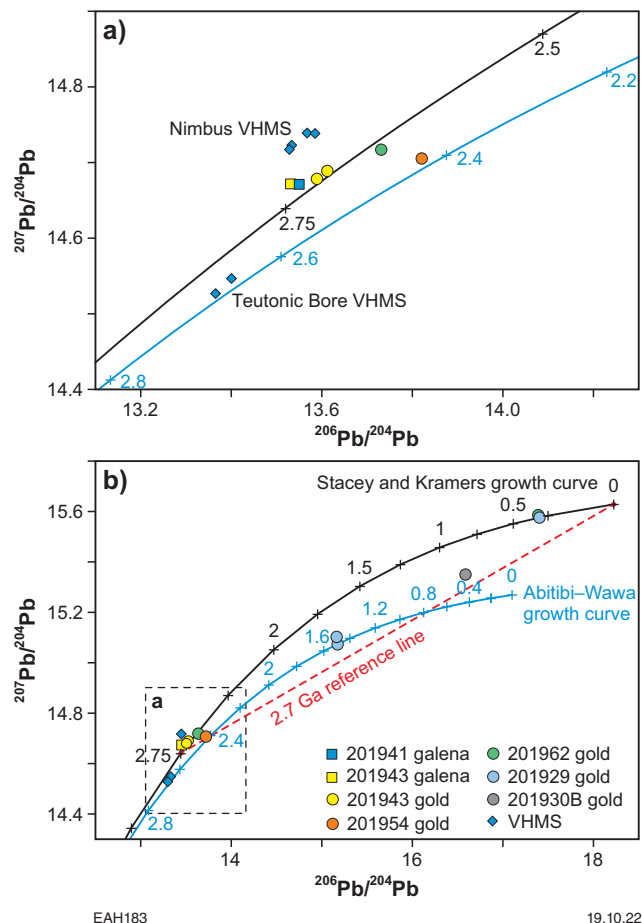 a)
14.8
14.6
14.4
13.2
13.6
14.0
²⁰⁷Pb/²⁰⁴Pb
²⁰⁶Pb/²⁰⁴Pb
2.5
2.2
Nimbus VHMS
2.4
2.75
2.6
Teutonic Bore VHMS
2.8
b)
Stacey and Kramers growth curve
0
0.5
15.6
1
1.5
0
0.4
0.8
Abitibi–Wawa
growth curve
15.2
1.2
2
1.6
2
2.7 Ga reference line
a
14.8
2.75
2.4
2.8
14.4
201941 galena
201943 galena
201943 gold
201954 gold
201962 gold
201929 gold
201930B gold
VHMS
14
16
18
²⁰⁷Pb/²⁰⁴Pb
²⁰⁶Pb/²⁰⁴Pb
EAH183
19.10.22